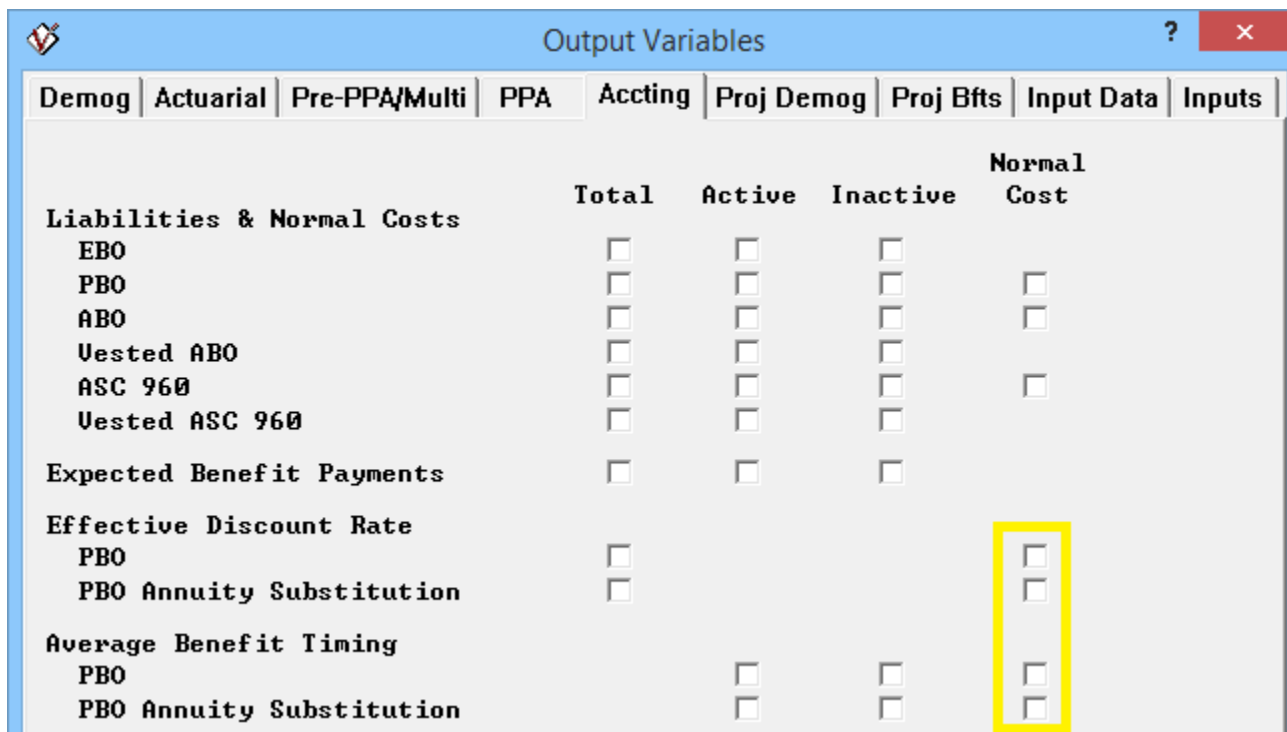 Output Variables ? ×
Demog Actuarial Pre-PPA/Multi PPA Accting Proj Demog Proj Bfts Input Data Inputs
Normal
Total Active Inactive Cost
Liabilities & Normal Costs
EBO
PBO
ABO
Vested ABO
ASC 960
Vested ASC 960
Expected Benefit Payments
Effective Discount Rate
PBO
PBO Annuity Substitution
Average Benefit Timing
PBO
PBO Annuity Substitution